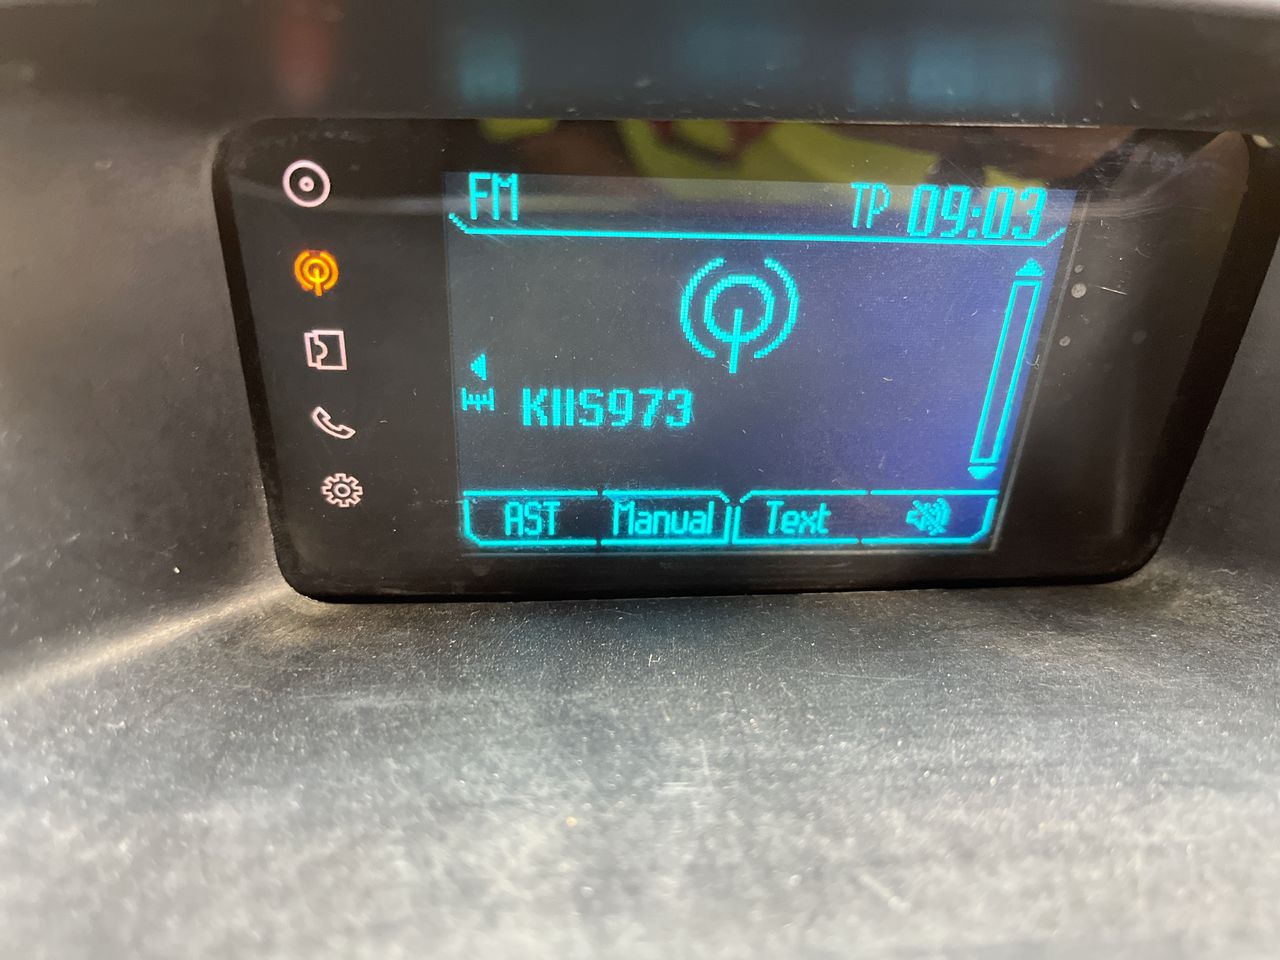 FM TP 09:03
KIIS973
AST Manual Text